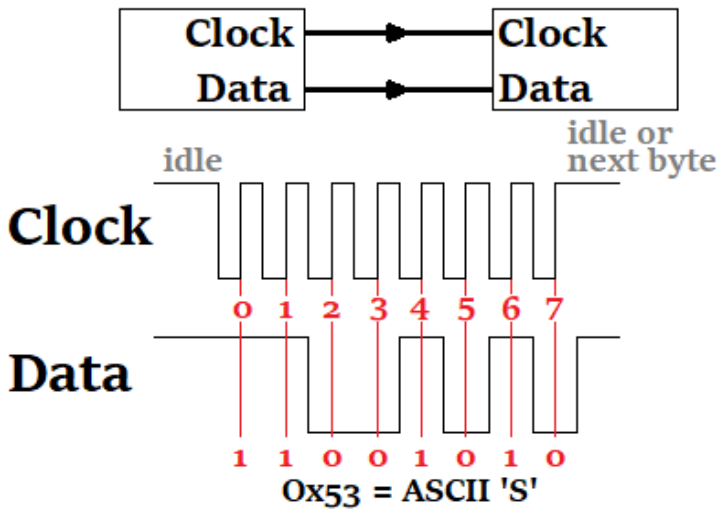 Clock Clock
Data Data
idle
idle or
next byte
Clock
0 1 2 3 4 5 6 7
Data
1 1 0 0 1 0 1 0
0x53 = ASCII 'S'